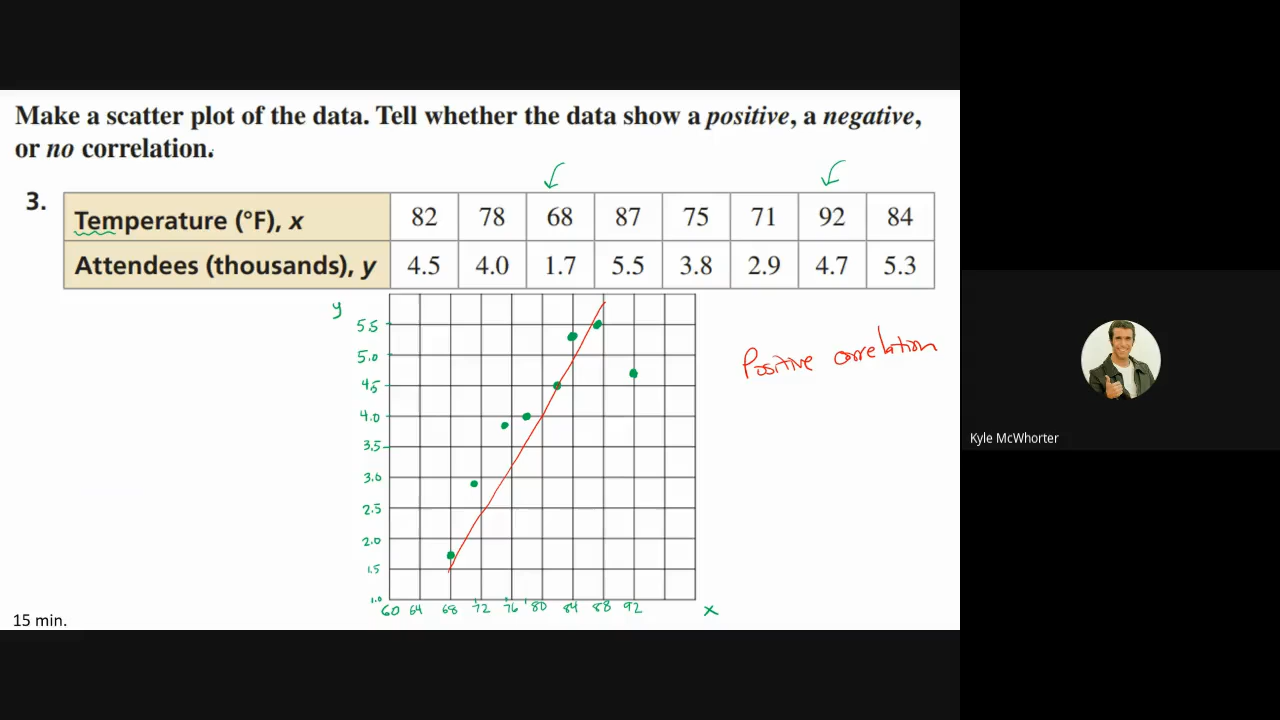 Make a scatter plot of the data. Tell whether the data show a positive, a negative,
or no correlation.
3.
Temperature (°F), x 82 78 68 87 75 71 92 84
Attendees (thousands), y 4.5 4.0 1.7 5.5 3.8 2.9 4.7 5.3
y
5.5
5.0
4.5
4.0
3.5
3.0
2.5
2.0
1.5
1.0
60 64 68 72 76 80 84 88 92 x
Positive correlation
Kyle McWhorter
15 min.